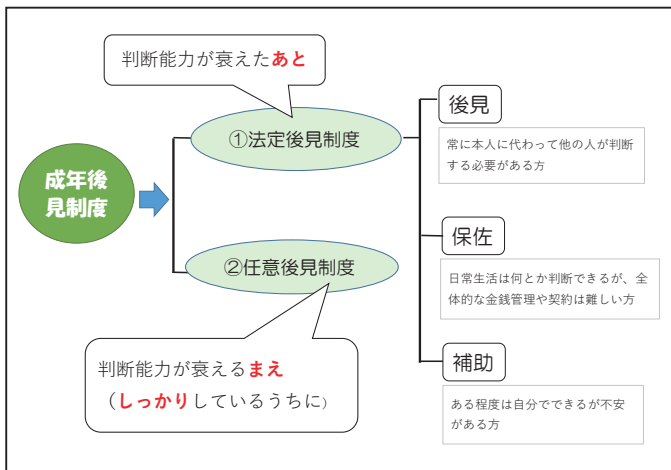 判断能力が衰えたあと
①法定後見制度
成年後
見制度
②任意後見制度
判断能力が衰えるまえ
（しっかりしているうちに）
後見
常に本人に代わって他の人が判断
する必要がある方
保佐
日常生活は何とか判断できるが、全
体的な金銭管理や契約は難しい方
補助
ある程度は自分でできるが不安
がある方